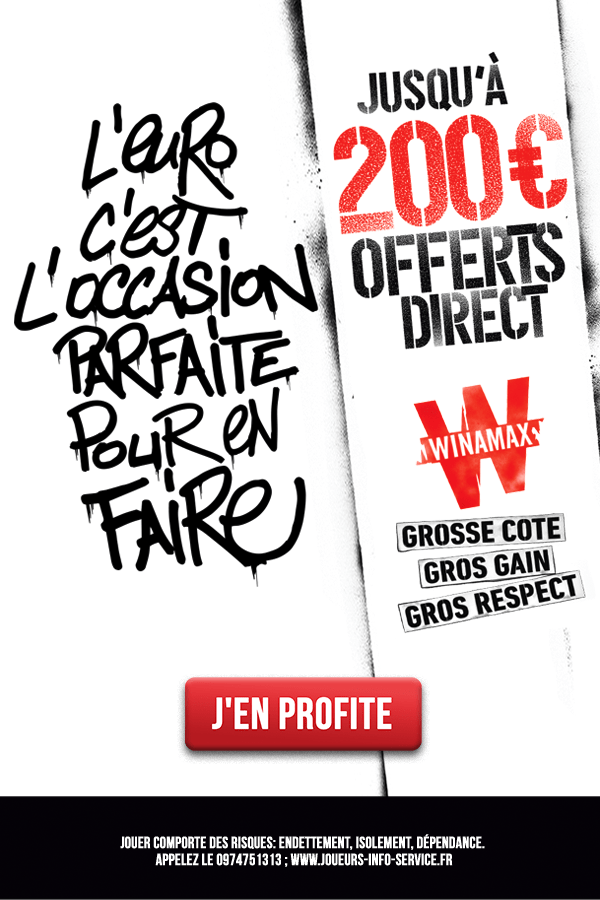 L'euro
c'est
L'occasion
parfaite
pour en
faire
JUSQU'À
200€
OFFERTS
DIRECT
W
WINAMAX
GROSSE COTE
GROS GAIN
GROS RESPECT
J'EN PROFITE
JOUER COMPORTE DES RISQUES: ENDETTEMENT, ISOLEMENT, DÉPENDANCE.
APPELEZ LE 0974751313 ; WWW.JOUEURS-INFO-SERVICE.FR